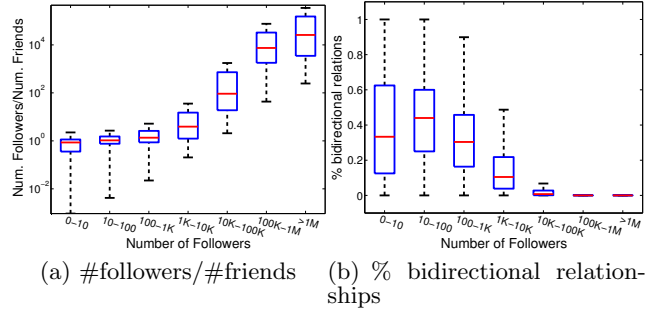 10^4
10^2
10^0
10^-2
Num. Followers/Num. Friends
0-10
10-100
100-1K
1K-10K
10K-100K
100K-1M
>1M
Number of Followers
1
0.8
0.6
0.4
0.2
0
% bidirectional relations
0-10
10-100
100-1K
1K-10K
10K-100K
100K-1M
>1M
Number of Followers
(a) #followers/#friends
(b) % bidirectional relation-
ships